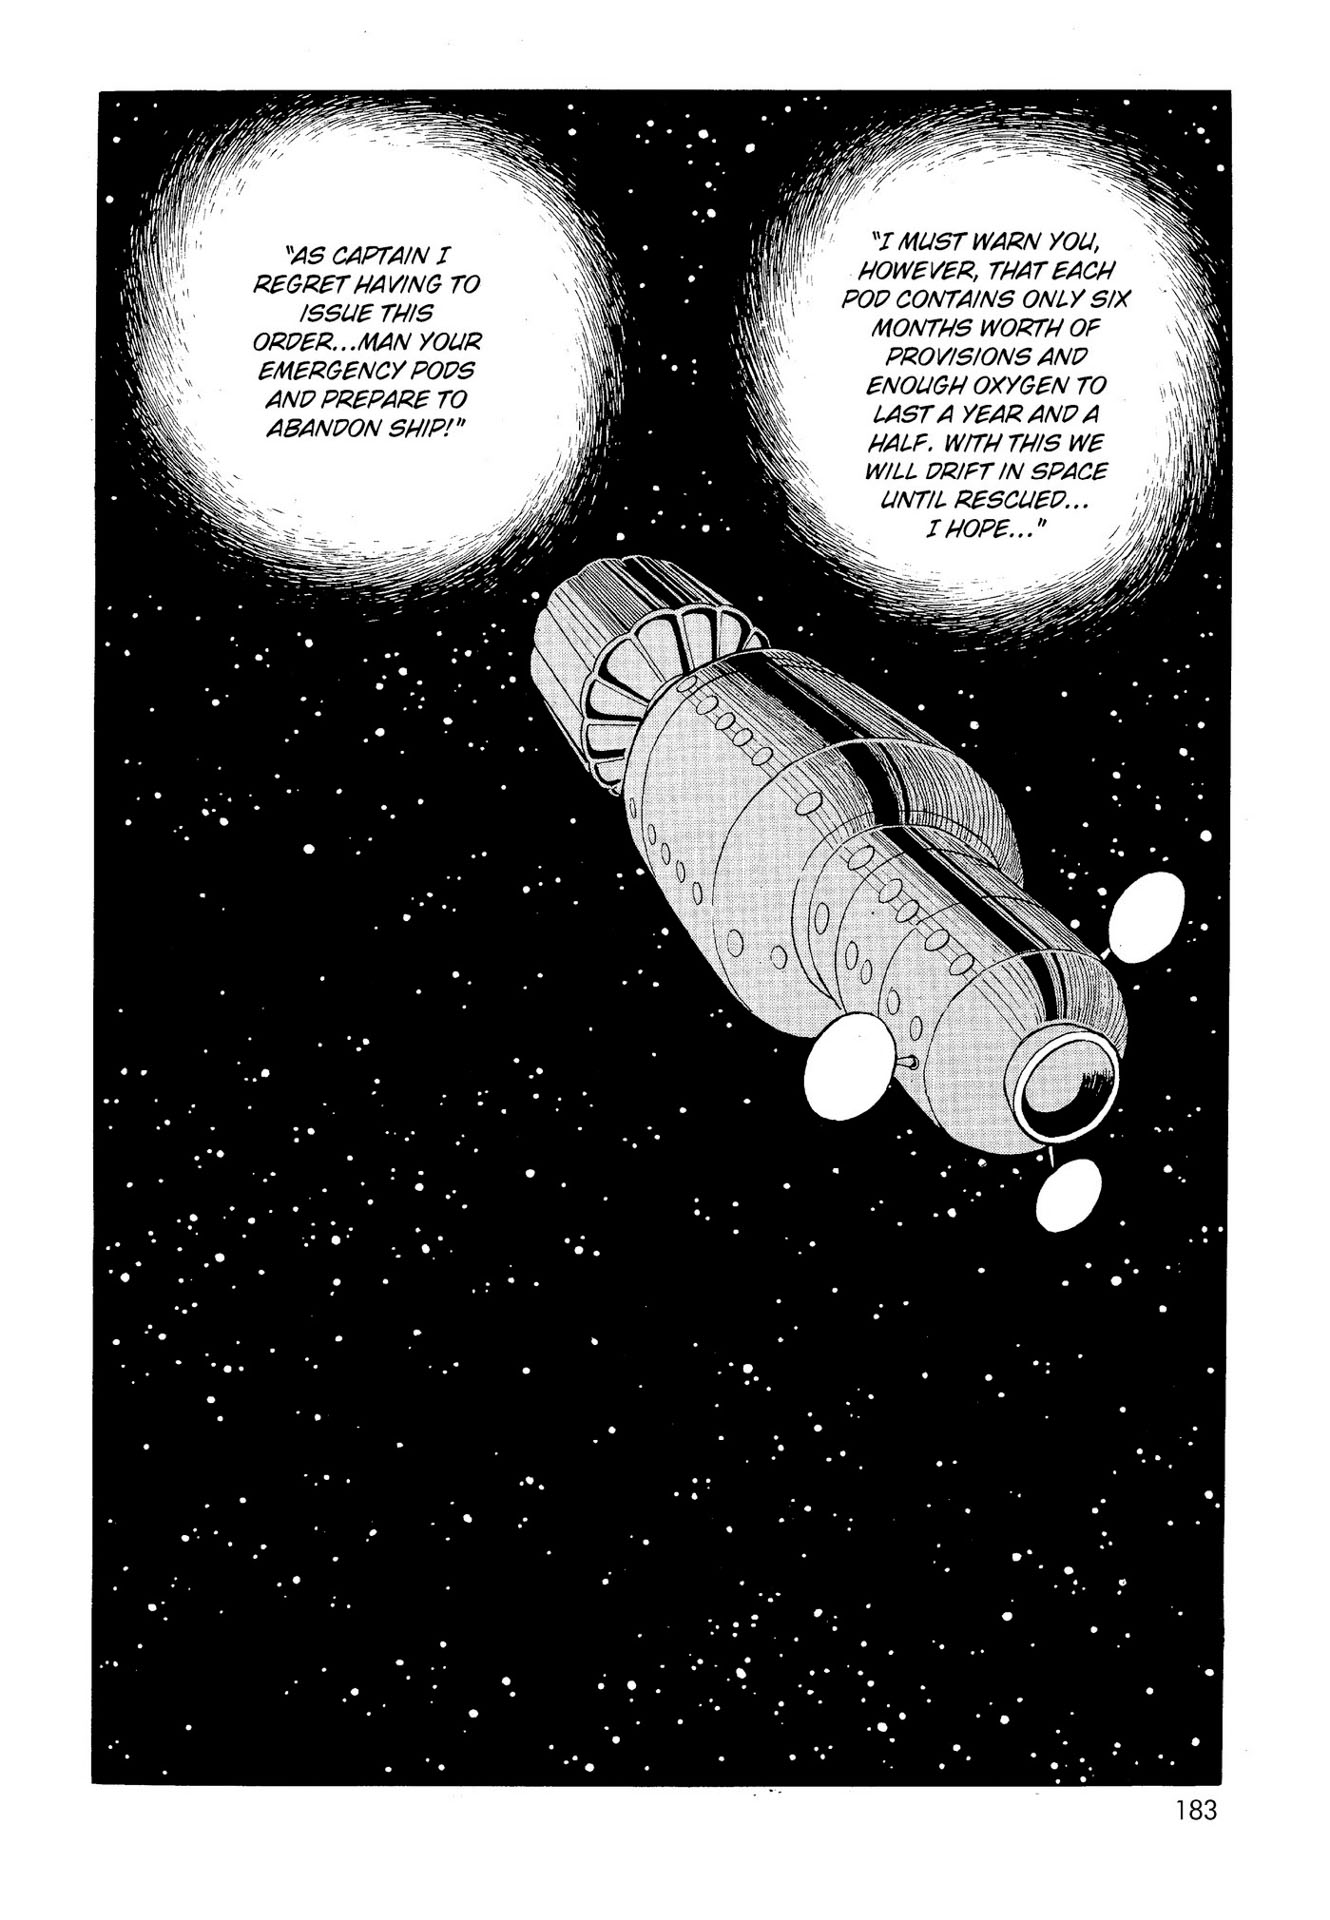 "AS CAPTAIN I
REGRET HAVING TO
ISSUE THIS
ORDER...MAN YOUR
EMERGENCY PODS
AND PREPARE TO
ABANDON SHIP!"
"I MUST WARN YOU,
HOWEVER, THAT EACH
POD CONTAINS ONLY SIX
MONTHS WORTH OF
PROVISIONS AND
ENOUGH OXYGEN TO
LAST A YEAR AND A
HALF. WITH THIS WE
WILL DRIFT IN SPACE
UNTIL RESCUED...
I HOPE..."
183